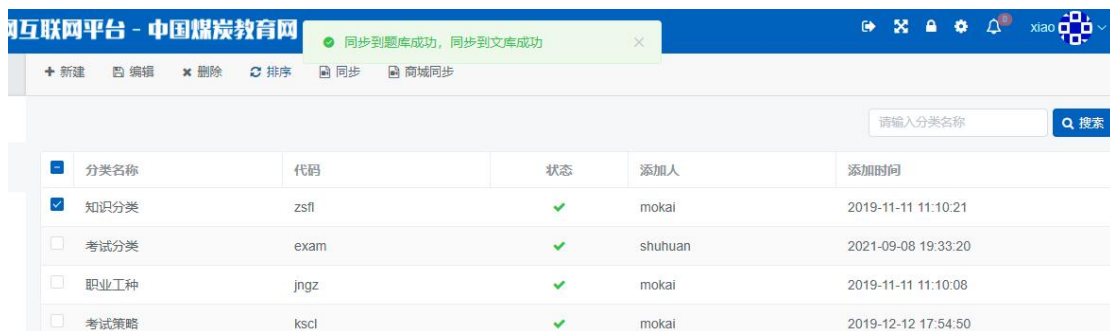 互联网平台 - 中国煤炭教育网
同步到题库成功，同步到文库成功
0
xiao
新建 编辑 删除 排序 同步 商城同步
请输入分类名称 搜索
分类名称 代码 状态 添加人 添加时间
知识分类 zsfl mokai 2019-11-11 11:10:21
考试分类 exam shuhuan 2021-09-08 19:33:20
职业工种 jngz mokai 2019-11-11 11:10:08
考试策略 kscl mokai 2019-12-12 17:54:50